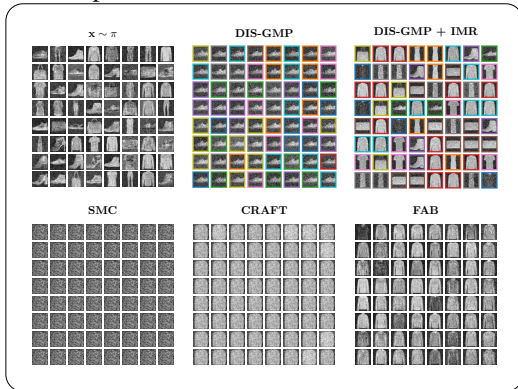 x ∼ π
DIS-GMP
DIS-GMP + IMR
SMC
CRAFT
FAB